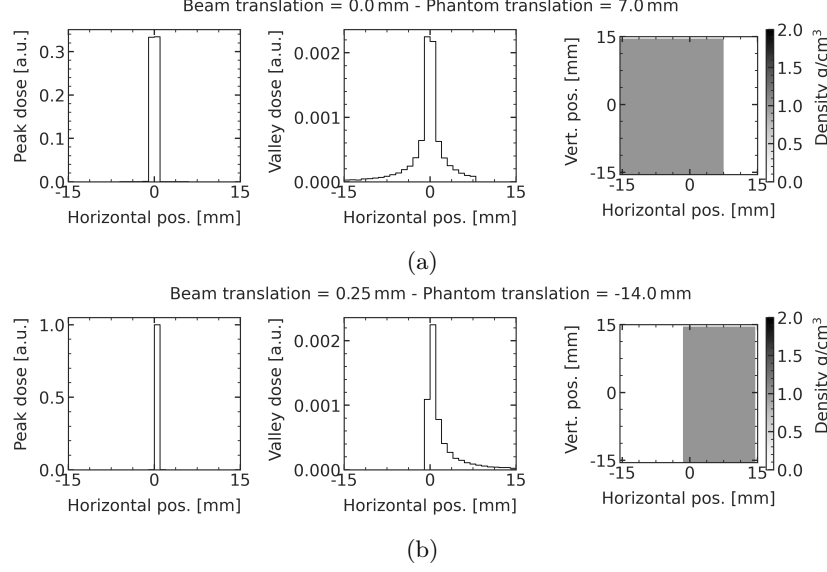 Beam translation = 0.0 mm - Phantom translation = 7.0 mm
Peak dose [a.u.]
0.3
0.2
0.1
0.0
-15
0
15
Horizontal pos. [mm]
Valley dose [a.u.]
0.002
0.001
0.000
-15
0
15
Horizontal pos. [mm]
Vert. pos. [mm]
15
0
-15
-15
0
15
Horizontal pos. [mm]
2.0
1.5
1.0
0.5
0.0
Density g/cm³
(a)
Beam translation = 0.25 mm - Phantom translation = -14.0 mm
Peak dose [a.u.]
1.0
0.5
0.0
-15
0
15
Horizontal pos. [mm]
Valley dose [a.u.]
0.002
0.001
0.000
-15
0
15
Horizontal pos. [mm]
Vert. pos. [mm]
15
0
-15
-15
0
15
Horizontal pos. [mm]
2.0
1.5
1.0
0.5
0.0
Density g/cm³
(b)